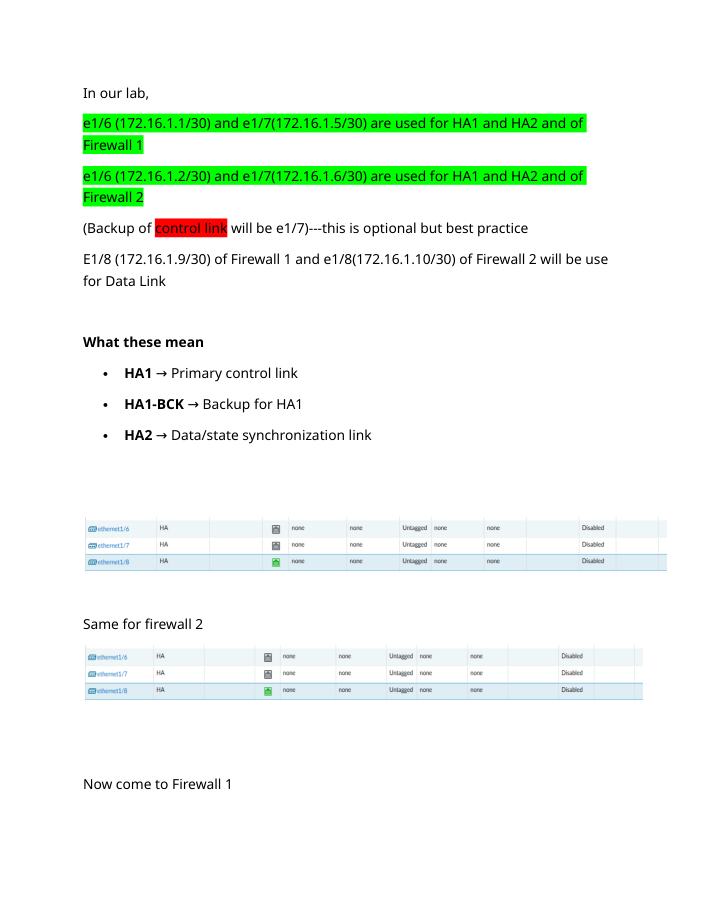 In our lab,
e1/6 (172.16.1.1/30) and e1/7(172.16.1.5/30) are used for HA1 and HA2 and of
Firewall 1
e1/6 (172.16.1.2/30) and e1/7(172.16.1.6/30) are used for HA1 and HA2 and of
Firewall 2
(Backup of control link will be e1/7)---this is optional but best practice
E1/8 (172.16.1.9/30) of Firewall 1 and e1/8(172.16.1.10/30) of Firewall 2 will be use
for Data Link
What these mean
• HA1 → Primary control link
• HA1-BCK → Backup for HA1
• HA2 → Data/state synchronization link
ethernet1/6 HA none none Untagged none none Disabled
ethernet1/7 HA none none Untagged none none Disabled
ethernet1/8 HA none none Untagged none none Disabled
Same for firewall 2
ethernet1/6 HA none none Untagged none none Disabled
ethernet1/7 HA none none Untagged none none Disabled
ethernet1/8 HA none none Untagged none none Disabled
Now come to Firewall 1